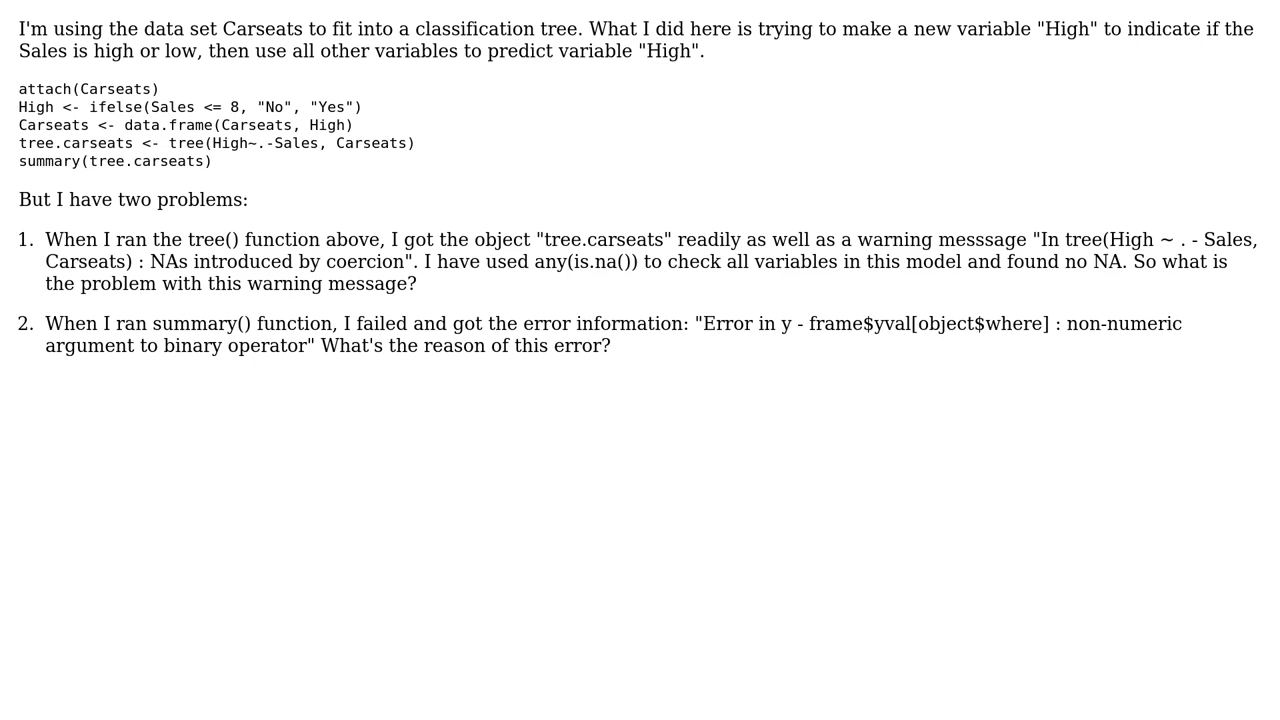 I'm using the data set Carseats to fit into a classification tree. What I did here is trying to make a new variable "High" to indicate if the
Sales is high or low, then use all other variables to predict variable "High".
attach(Carseats)
High <- ifelse(Sales <= 8, "No", "Yes")
Carseats <- data.frame(Carseats, High)
tree.carseats <- tree(High~.-Sales, Carseats)
summary(tree.carseats)
But I have two problems:
1. When I ran the tree() function above, I got the object "tree.carseats" readily as well as a warning messsage "In tree(High ~ . - Sales,
Carseats) : NAs introduced by coercion". I have used any(is.na()) to check all variables in this model and found no NA. So what is
the problem with this warning message?
2. When I ran summary() function, I failed and got the error information: "Error in y - frame$yval[object$where] : non-numeric
argument to binary operator" What's the reason of this error?